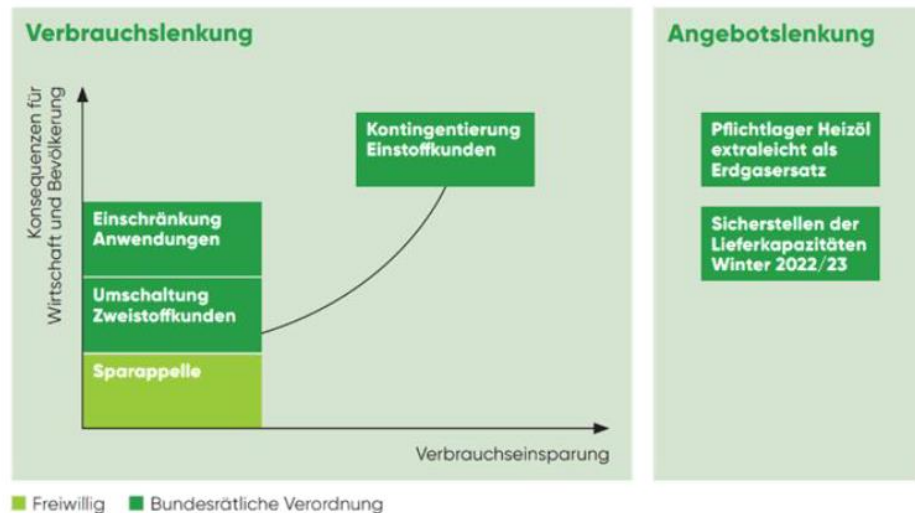 Verbrauchslenkung
Konsequenzen für
Wirtschaft und Bevölkerung
Kontingentierung
Einstoffkunden
Einschränkung
Anwendungen
Umschaltung
Zweistoffkunden
Sparappelle
Verbrauchseinsparung
Angebotslenkung
Pflichtlager Heizöl
extraleicht als
Erdgasersatz
Sicherstellen der
Lieferkapazitäten
Winter 2022/23
Freiwillig
Bundesrätliche Verordnung